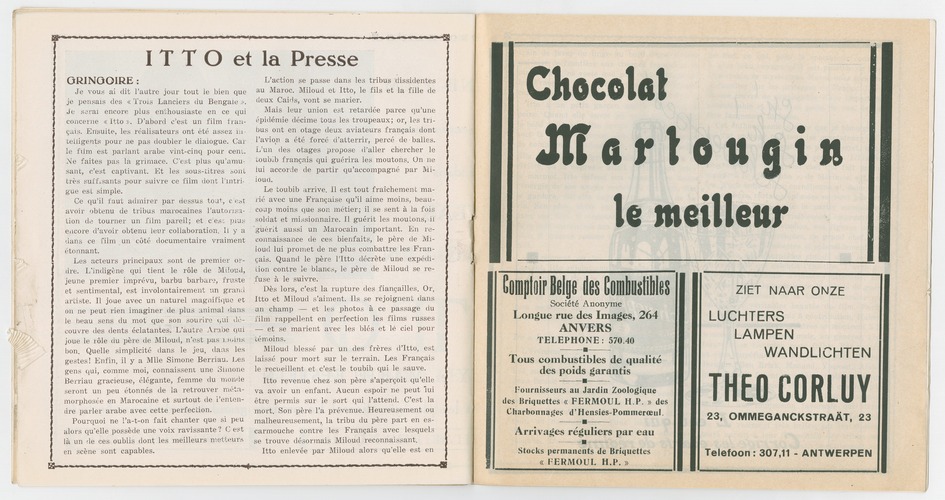 ITTO et la Presse
GRINGOIRE :
Je vous ai dit l'autre jour tout le bien que
je pensais des « Trois Lanciers du Bengale ».
Je serai encore plus enthousiaste en ce qui
concerne « Itto ». D'abord c'est un film fran-
çais. Ensuite, les réalisateurs ont été assez in-
telligents pour ne pas doubler le dialogue. Car
le film est parlant arabe vint-cinq pour cent.
Ne faites pas la grimace. C'est plus qu'amu-
sant, c'est captivant. Et les sous-titres sont
très suffisants pour suivre ce film dont l'intri-
gue est simple.
Ce qu'il faut admirer par dessus tout, c'est
avoir obtenu de tribus marocaines l'autorisa-
tion de tourner un film pareil; et c'est plus
encore d'avoir obtenu leur collaboration. Il y a
dans ce film un côté documentaire vraiment
étonnant.
Les acteurs principaux sont de premier or-
dre. L'indigène qui tient le rôle de Miloud,
jeune premier imprévu, barbu barbare, fruste
et sentimental, est involontairement un grand
artiste. Il joue avec un naturel magnifique et
on ne peut rien imaginer de plus animal dans
le beau sens du mot que son sourire qui dé-
couvre des dents éclatantes. L'autre Arabe qui
joue le rôle du père de Miloud, n'est pas moins
bon. Quelle simplicité dans le jeu, dans les
gestes! Enfin, il y a Mlle Simone Berriau. Les
gens qui, comme moi, connaissent une Simone
Berriau gracieuse, élégante, femme du monde
seront un peu étonnés de la retrouver méta-
morphosée en Marocaine et surtout de l'enten-
dre parler arabe avec cette perfection.
Pourquoi ne l'a-t-on fait chanter que si peu
alors qu'elle possède une voix ravissante? C'est
là un de ces oublis dont les meilleurs metteurs
en scène sont capables.
L'action se passe dans les tribus dissidentes
au Maroc. Miloud et Itto, le fils et la fille de
deux Caïds, vont se marier.
Mais leur union est retardée parce qu'une
épidémie décime tous les troupeaux; or, les tri-
bus ont en otage deux aviateurs français dont
l'avion a été forcé d'atterrir, percé de balles.
L'un des otages propose d'aller chercher le
toubib français qui guérira les moutons. On ne
lui accorde de partir qu'accompagné par Mi-
loud.
Le toubib arrive. Il est tout fraîchement ma-
rié avec une Française qu'il aime moins, beau-
coup moins que son métier; il se sent à la fois
soldat et missionnaire. Il guérit les moutons, il
guérit aussi un Marocain important. En re-
connaissance de ces bienfaits, le père de Mi-
loud lui promet de ne plus combattre les Fran-
çais. Quand le père d'Itto décrète une expédi-
tion contre le blancs, le père de Miloud se re-
fuse à le suivre.
Dès lors, c'est la rupture des fiançailles. Or,
Itto et Miloud s'aiment. Ils se rejoignent dans
un champ — et les photos à ce passage du
film rappellent en perfection les films russes
— et se marient avec les blés et le ciel pour
témoins.
Miloud blessé par un des frères d'Itto, est
laissé pour mort sur le terrain. Les Français
le recueillent et c'est le toubib qui le sauve.
Itto revenue chez son père s'aperçoit qu'elle
va avoir un enfant. Aucun espoir ne peut lui
être permis sur le sort qui l'attend. C'est la
mort. Son père l'a prévenue. Heureusement ou
malheureusement, la tribu du père part en es-
carmouche contre les Français avec lesquels
se trouve désormais Miloud reconnaissant.
Itto enlevée par Miloud alors qu'elle est en
Chocolat
Martougin
le meilleur
Comptoir Belge des Combustibles
Société Anonyme
Longue rue des Images, 264
ANVERS
TELEPHONE : 570.40
Tous combustibles de qualité
des poids garantis
Fournisseurs au Jardin Zoologique
des Briquettes « FERMOUL H.P. » des
Charbonnages d'Hensies-Pommerœul.
Arrivages réguliers par eau
Stocks permanents de Briquettes
« FERMOUL H.P. »
ZIET NAAR ONZE
LUCHTERS
LAMPEN
WANDLICHTEN
THEO CORLUY
23, OMMEGANCKSTRAÄT, 23
Telefoon : 307,11 - ANTWERPEN